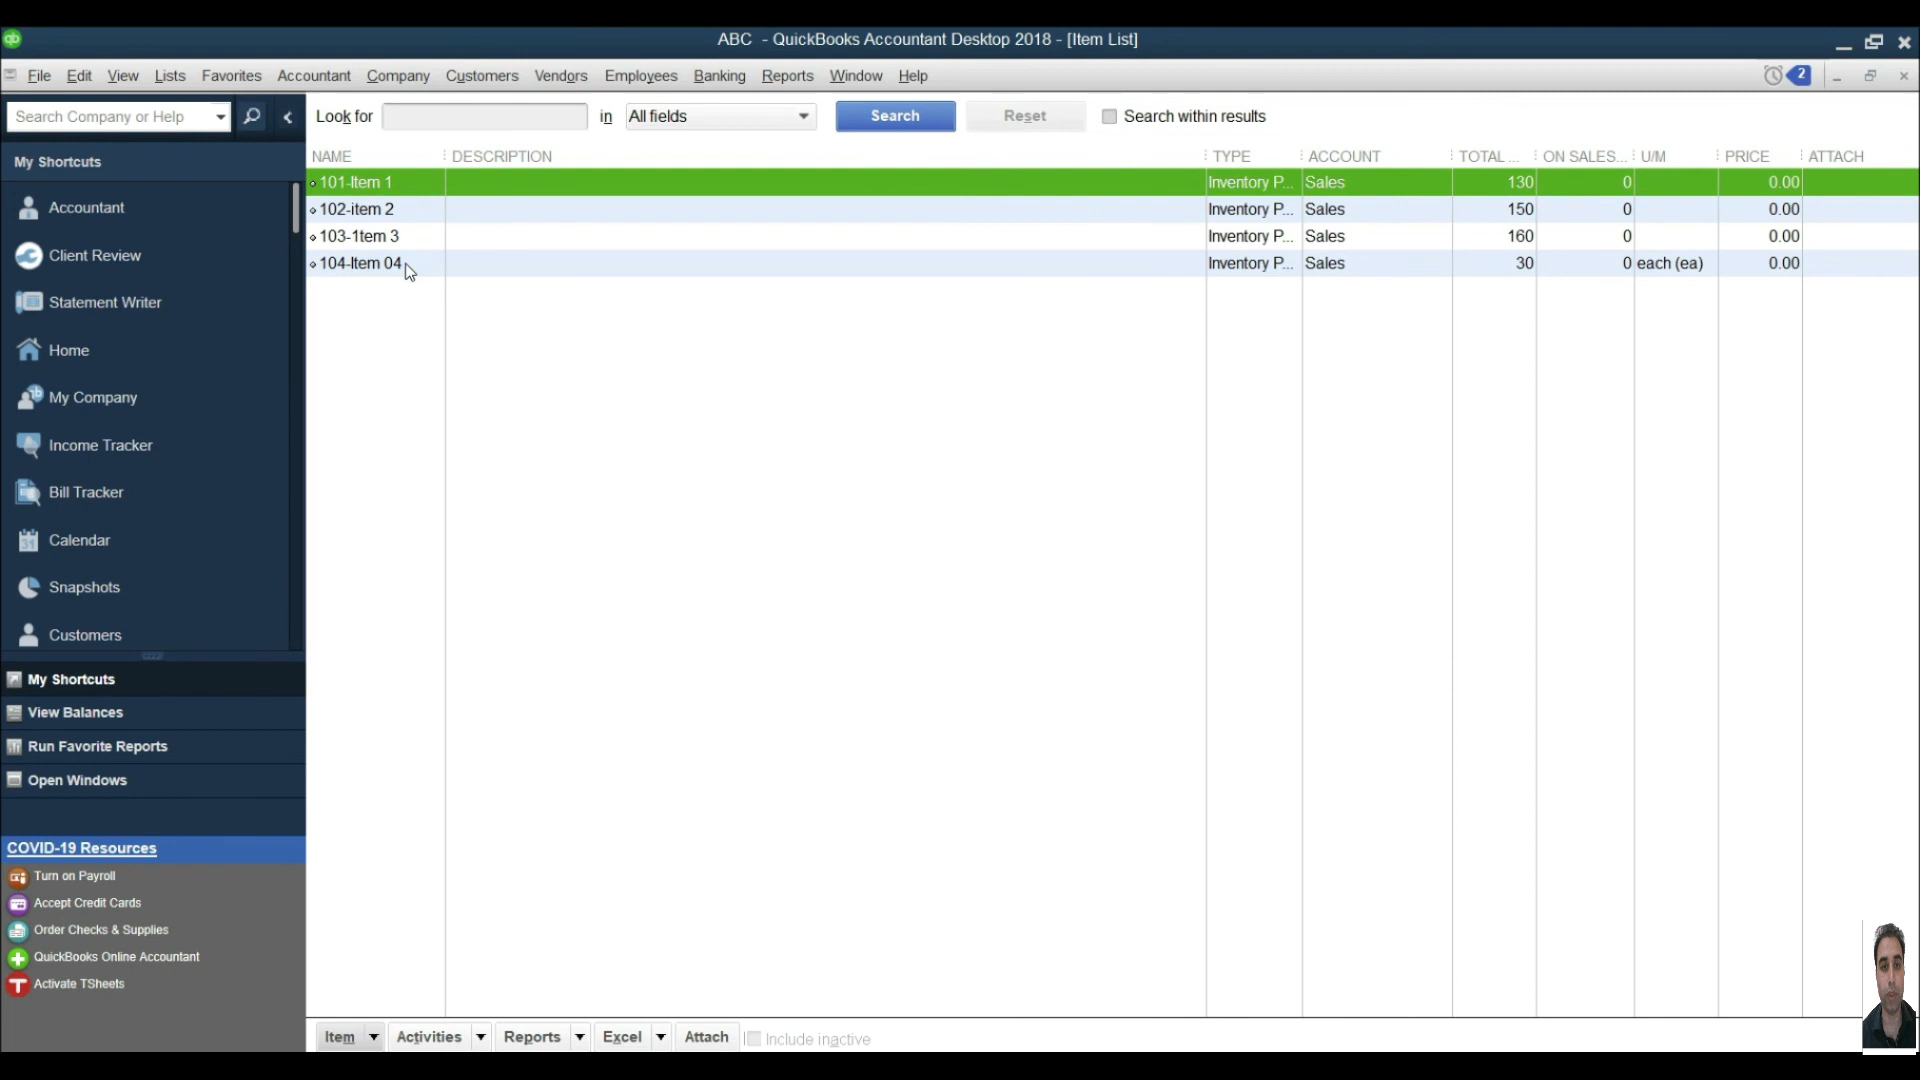 ABC - QuickBooks Accountant Desktop 2018 - [Item List]
File Edit View Lists Favorites Accountant Company Customers Vendors Employees Banking Reports Window Help 2
Search Company or Help
Look for in All fields Search Reset Search within results
My Shortcuts
Accountant
Client Review
Statement Writer
Home
My Company
Income Tracker
Bill Tracker
Calendar
31
Snapshots
Customers
My Shortcuts
View Balances
Run Favorite Reports
Open Windows
COVID-19 Resources
Turn on Payroll
Accept Credit Cards
Order Checks & Supplies
QuickBooks Online Accountant
Activate TSheets
NAME DESCRIPTION TYPE ACCOUNT TOTAL ... ON SALES... U/M PRICE ATTACH
101-Item 1 Inventory P... Sales 130 0 0.00
102-item 2 Inventory P... Sales 150 0 0.00
103-1tem 3 Inventory P... Sales 160 0 0.00
104-Item 04 Inventory P... Sales 30 0 each (ea) 0.00
Item Activities Reports Excel Attach Include inactive